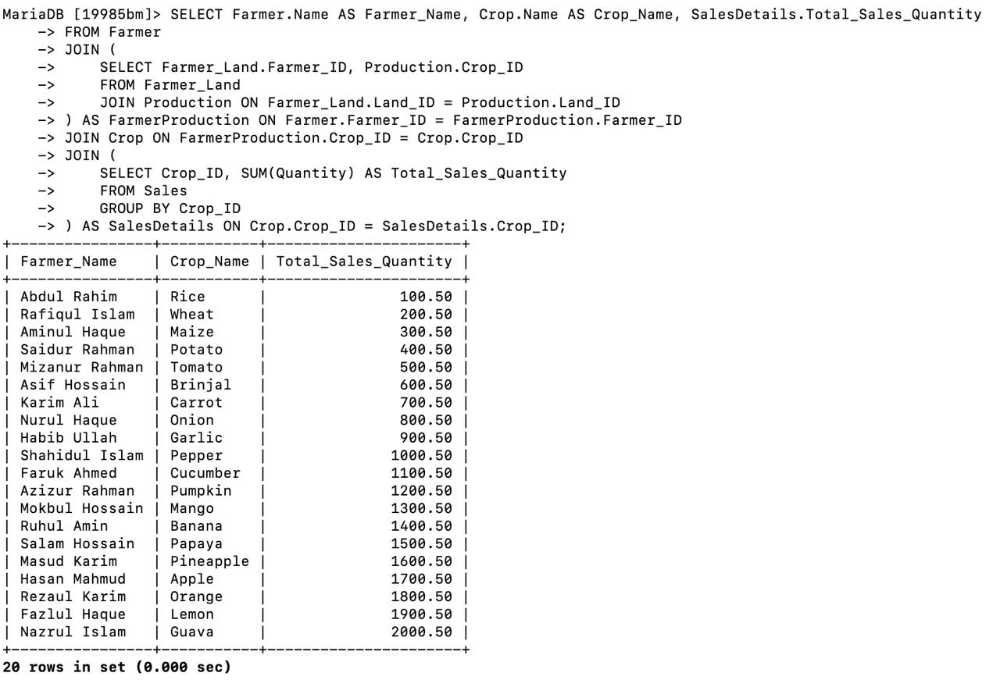 MariaDB [19985bm]> SELECT Farmer.Name AS Farmer_Name, Crop.Name AS Crop_Name, SalesDetails.Total_Sales_Quantity
    -> FROM Farmer
    -> JOIN (
    ->     SELECT Farmer_Land.Farmer_ID, Production.Crop_ID
    ->     FROM Farmer_Land
    ->     JOIN Production ON Farmer_Land.Land_ID = Production.Land_ID
    -> ) AS FarmerProduction ON Farmer.Farmer_ID = FarmerProduction.Farmer_ID
    -> JOIN Crop ON FarmerProduction.Crop_ID = Crop.Crop_ID
    -> JOIN (
    ->     SELECT Crop_ID, SUM(Quantity) AS Total_Sales_Quantity
    ->     FROM Sales
    ->     GROUP BY Crop_ID
    -> ) AS SalesDetails ON Crop.Crop_ID = SalesDetails.Crop_ID;
+----------------+-----------+----------------------+
| Farmer_Name    | Crop_Name | Total_Sales_Quantity |
+----------------+-----------+----------------------+
| Abdul Rahim    | Rice      |               100.50 |
| Rafiqul Islam  | Wheat     |               200.50 |
| Aminul Haque   | Maize     |               300.50 |
| Saidur Rahman  | Potato    |               400.50 |
| Mizanur Rahman | Tomato    |               500.50 |
| Asif Hossain   | Brinjal   |               600.50 |
| Karim Ali      | Carrot    |               700.50 |
| Nurul Haque    | Onion     |               800.50 |
| Habib Ullah    | Garlic    |               900.50 |
| Shahidul Islam | Pepper    |              1000.50 |
| Faruk Ahmed    | Cucumber  |              1100.50 |
| Azizur Rahman  | Pumpkin   |              1200.50 |
| Mokbul Hossain | Mango     |              1300.50 |
| Ruhul Amin     | Banana    |              1400.50 |
| Salam Hossain  | Papaya    |              1500.50 |
| Masud Karim    | Pineapple |              1600.50 |
| Hasan Mahmud   | Apple     |              1700.50 |
| Rezaul Karim   | Orange    |              1800.50 |
| Fazlul Haque   | Lemon     |              1900.50 |
| Nazrul Islam   | Guava     |              2000.50 |
+----------------+-----------+----------------------+
20 rows in set (0.000 sec)